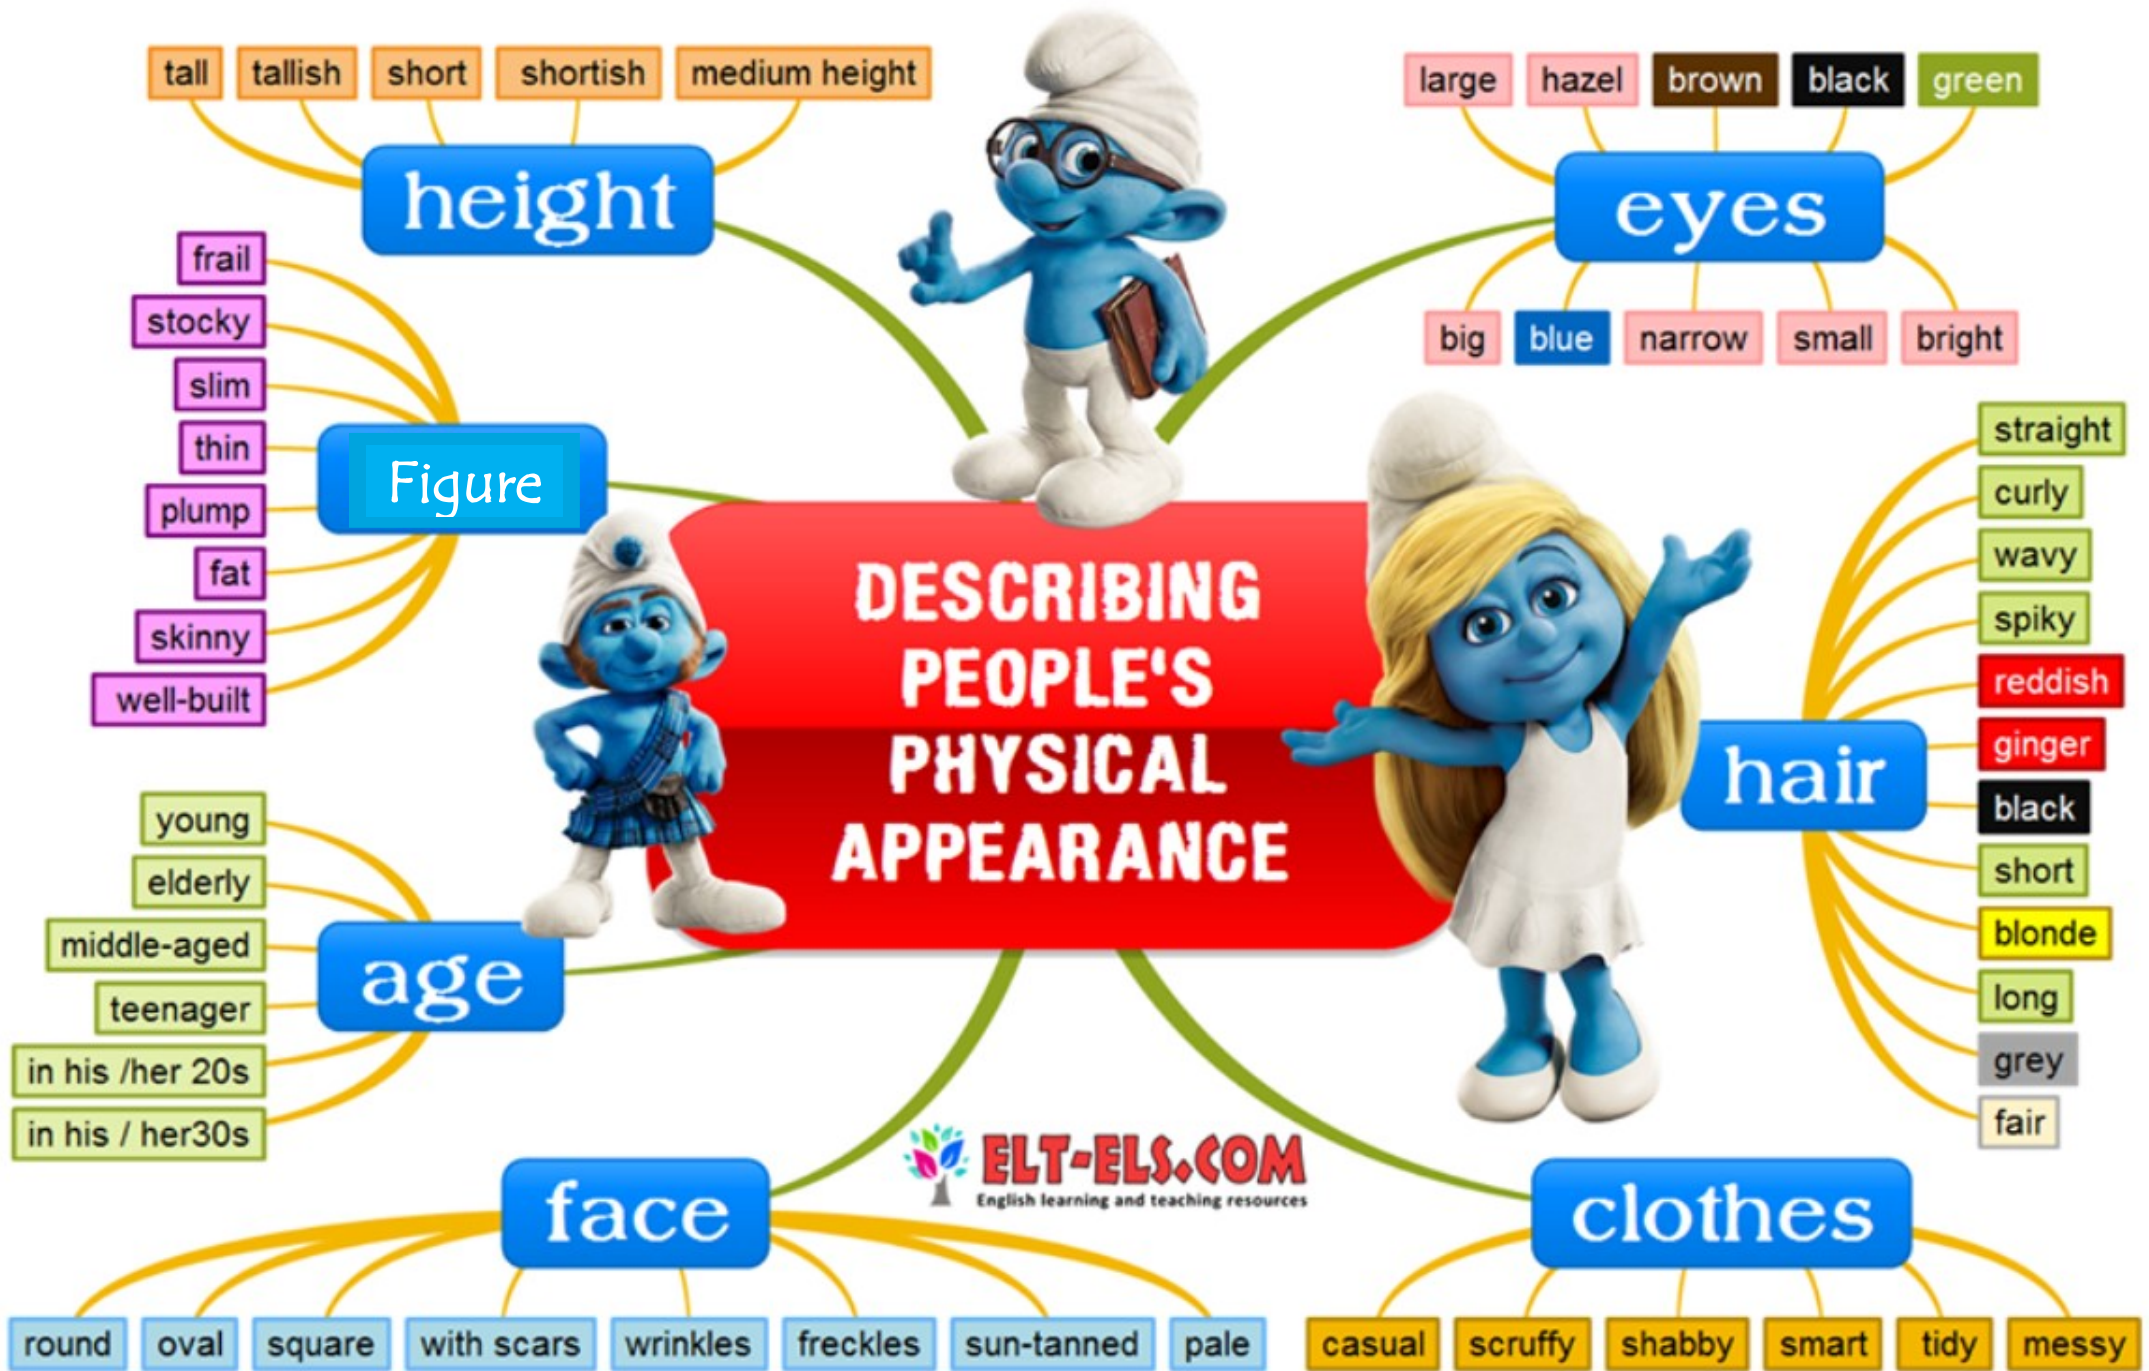 tall
tallish
short
shortish
medium height
height
large
hazel
brown
black
green
eyes
big
blue
narrow
small
bright
frail
stocky
slim
thin
plump
fat
skinny
well-built
Figure
DESCRIBING
PEOPLE'S
PHYSICAL
APPEARANCE
straight
curly
wavy
spiky
reddish
ginger
black
short
blonde
long
grey
fair
hair
young
elderly
middle-aged
teenager
in his /her 20s
in his / her30s
age
face
round
oval
square
with scars
wrinkles
freckles
sun-tanned
pale
ELT-ELS.COM
English learning and teaching resources
clothes
casual
scruffy
shabby
smart
tidy
messy